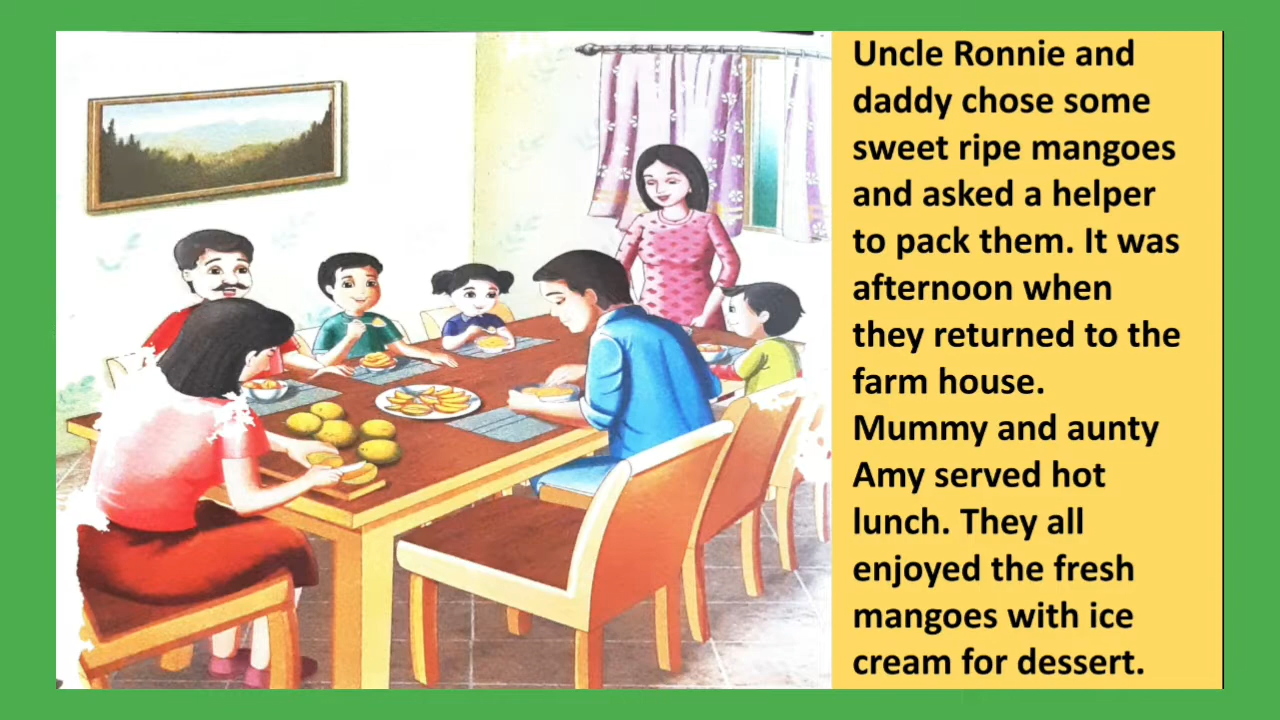 Uncle Ronnie and
daddy chose some
sweet ripe mangoes
and asked a helper
to pack them. It was
afternoon when
they returned to the
farm house.
Mummy and aunty
Amy served hot
lunch. They all
enjoyed the fresh
mangoes with ice
cream for dessert.